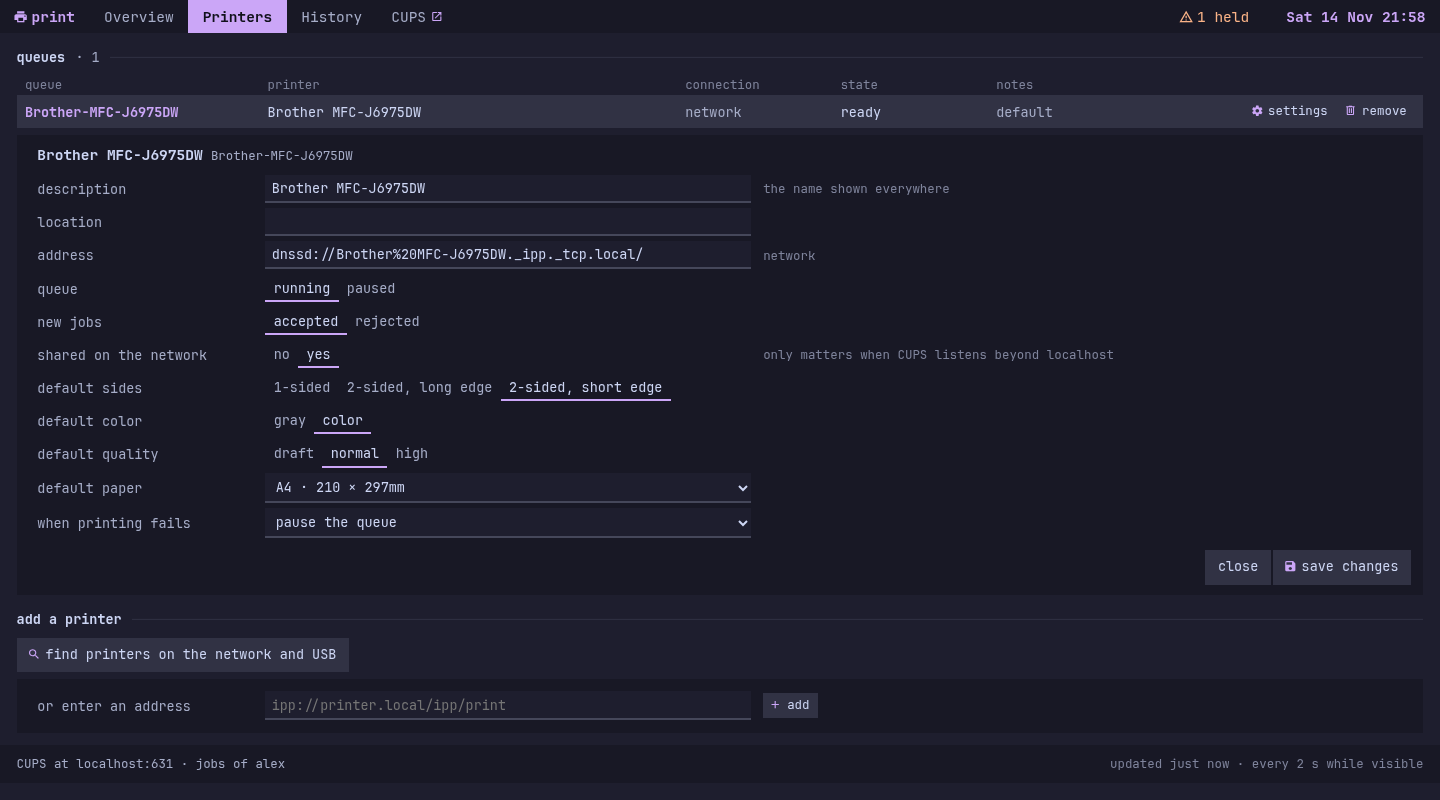 print Overview Printers History CUPS 1 held Sat 14 Nov 21:58
queues · 1
queue printer connection state notes
Brother-MFC-J6975DW Brother MFC-J6975DW network ready default settings remove
Brother MFC-J6975DW Brother-MFC-J6975DW
description Brother MFC-J6975DW the name shown everywhere
location
address dnssd://Brother%20MFC-J6975DW._ipp._tcp.local/ network
queue running paused
new jobs accepted rejected
shared on the network no yes only matters when CUPS listens beyond localhost
default sides 1-sided 2-sided, long edge 2-sided, short edge
default color gray color
default quality draft normal high
default paper A4 · 210 × 297mm
when printing fails pause the queue
close save changes
add a printer
find printers on the network and USB
or enter an address ipp://printer.local/ipp/print + add
CUPS at localhost:631 · jobs of alex updated just now · every 2 s while visible